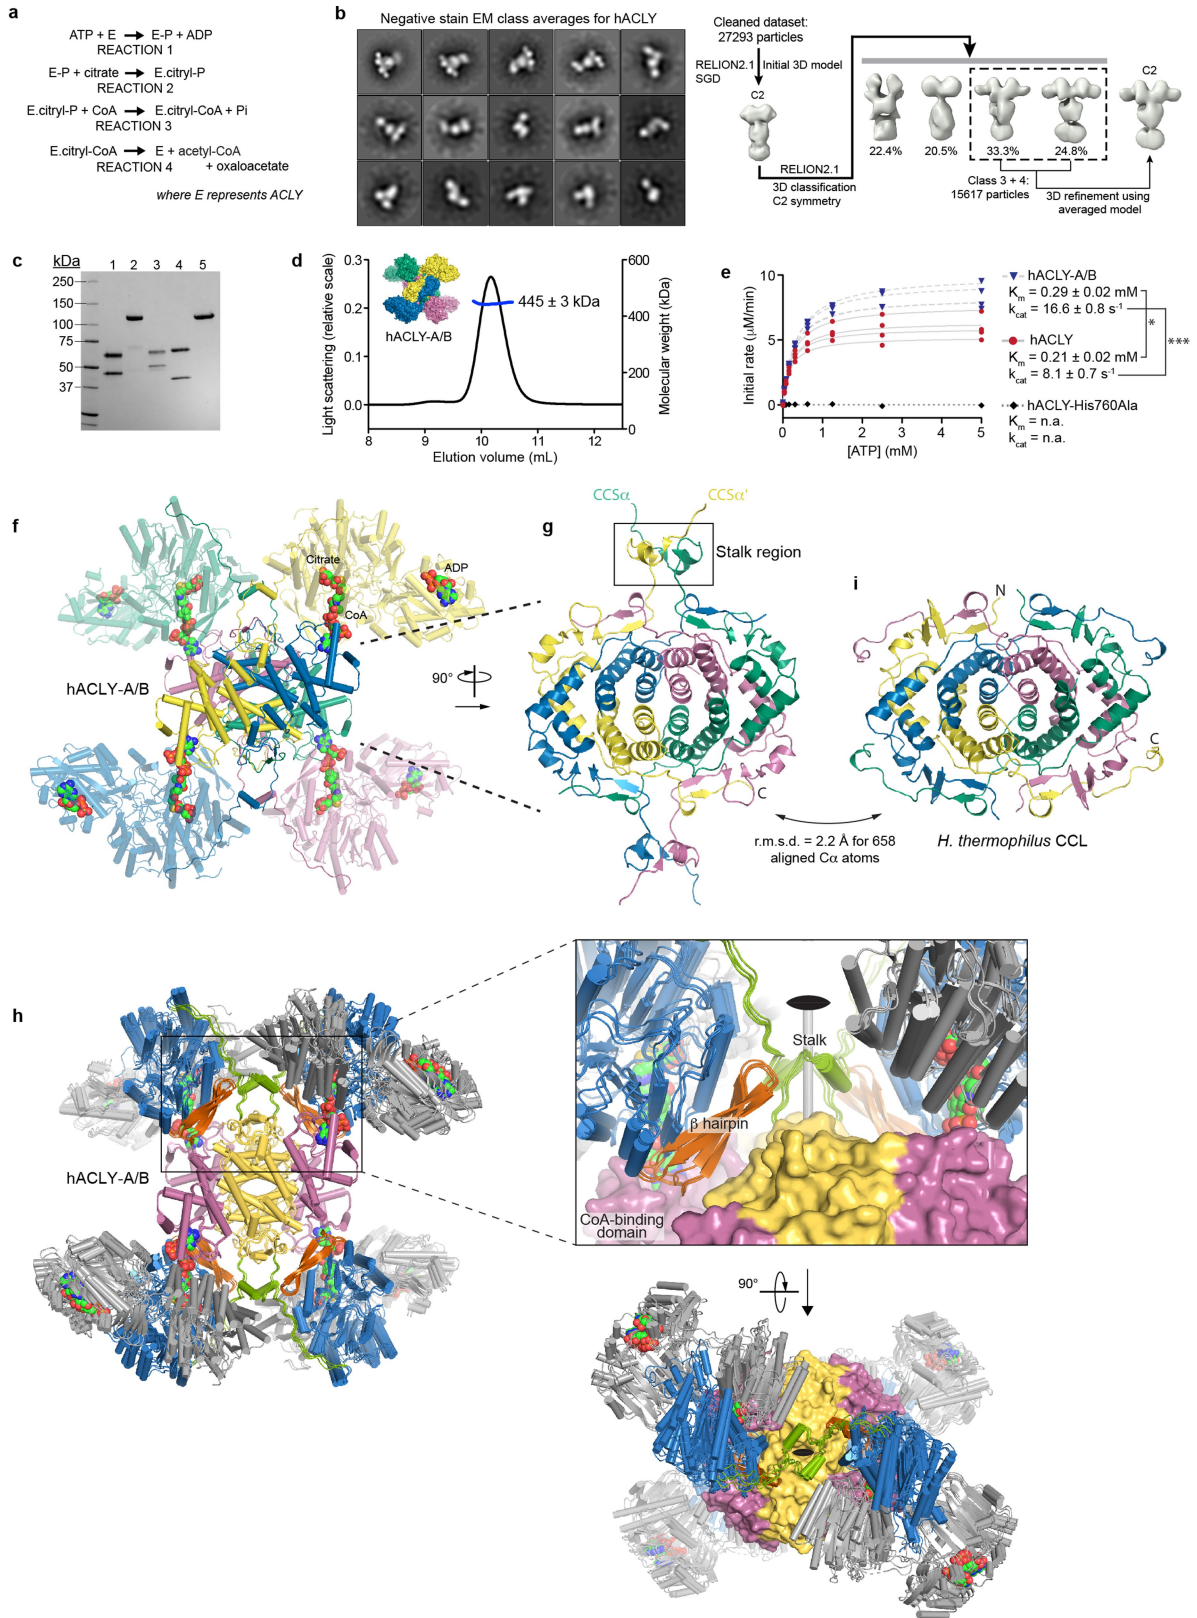 a
ATP + E → E-P + ADP
REACTION 1
E-P + citrate → E.citryl-P
REACTION 2
E.citryl-P + CoA → E.citryl-CoA + Pi
REACTION 3
E.citryl-CoA → E + acetyl-CoA
REACTION 4 + oxaloacetate
where E represents ACLY
b
Negative stain EM class averages for hACLY
Cleaned dataset:
27293 particles
RELION2.1
SGD
Initial 3D model
C2
RELION2.1
3D classification
C2 symmetry
22.4%
20.5%
33.3%
24.8%
Class 3 + 4:
15617 particles
3D refinement using
averaged model
C2
c
kDa
1 2 3 4 5
250
150
100
75
50
37
d
Light scattering (relative scale)
0.3
0.2
0.1
0.0
hACLY-A/B
445 ± 3 kDa
600
400
200
0
Molecular weight (kDa)
8 9 10 11 12
Elution volume (mL)
e
Initial rate (μM/min)
10
5
0
0 1 2 3 4 5
[ATP] (mM)
hACLY-A/B
Km = 0.29 ± 0.02 mM
kcat = 16.6 ± 0.8 s-1
hACLY
Km = 0.21 ± 0.02 mM
kcat = 8.1 ± 0.7 s-1
*
***
hACLY-His760Ala
Km = n.a.
kcat = n.a.
f
Citrate
ADP
CoA
hACLY-A/B
90°
g
CCSα
CCSα'
Stalk region
C
r.m.s.d. = 2.2 Å for 658
aligned Cα atoms
i
N
C
H. thermophilus CCL
h
hACLY-A/B
Stalk
β hairpin
CoA-binding
domain
90°